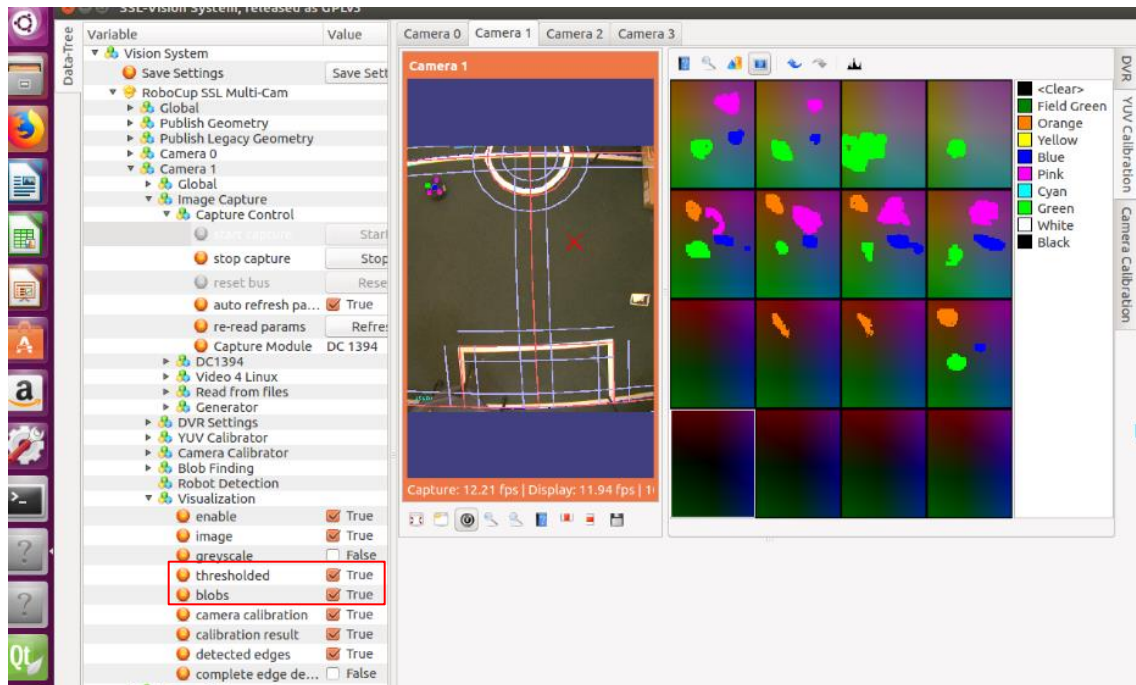 SSL-Vision System, released as GPLv3
Data-Tree
Variable Value
Vision System
Save Settings Save Sett
RoboCup SSL Multi-Cam
Global
Publish Geometry
Publish Legacy Geometry
Camera 0
Camera 1
Global
Image Capture
Capture Control
start capture Start
stop capture Stop
reset bus Rese
auto refresh pa... True
re-read params Refres
Capture Module DC 1394
DC1394
Video 4 Linux
Read from files
Generator
DVR Settings
YUV Calibrator
Camera Calibrator
Blob Finding
Robot Detection
Visualization
enable True
image True
greyscale False
thresholded True
blobs True
camera calibration True
calibration result True
detected edges True
complete edge de... False
Camera 0 Camera 1 Camera 2 Camera 3
Camera 1
Capture: 12.21 fps | Display: 11.94 fps | 1
<Clear>
Field Green
Orange
Yellow
Blue
Pink
Cyan
Green
White
Black
DVR
YUV Calibration
Camera Calibration